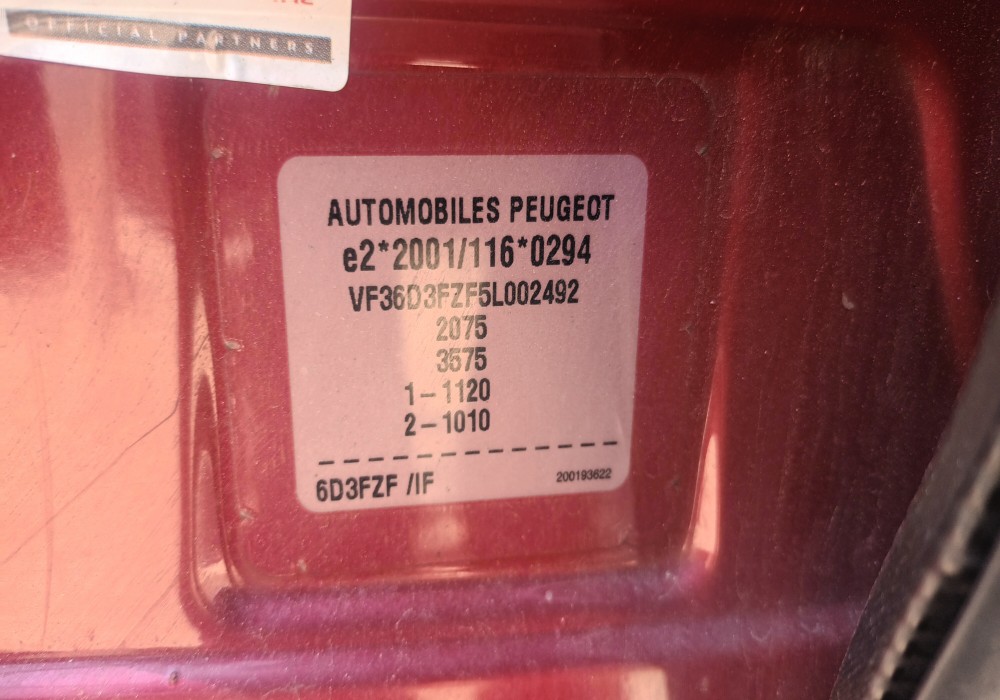 OFFICIAL PARTNERS
AUTOMOBILES PEUGEOT
e2*2001/116*0294
VF36D3FZF5L002492
2075
3575
1–1120
2–1010
6D3FZF /IF
200193622